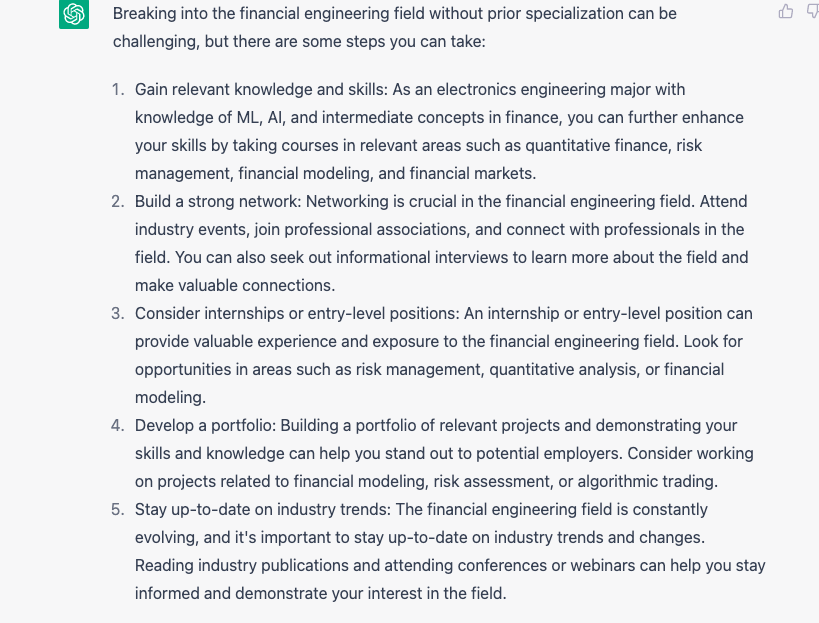 Breaking into the financial engineering field without prior specialization can be
challenging, but there are some steps you can take:
1. Gain relevant knowledge and skills: As an electronics engineering major with
knowledge of ML, AI, and intermediate concepts in finance, you can further enhance
your skills by taking courses in relevant areas such as quantitative finance, risk
management, financial modeling, and financial markets.
2. Build a strong network: Networking is crucial in the financial engineering field. Attend
industry events, join professional associations, and connect with professionals in the
field. You can also seek out informational interviews to learn more about the field and
make valuable connections.
3. Consider internships or entry-level positions: An internship or entry-level position can
provide valuable experience and exposure to the financial engineering field. Look for
opportunities in areas such as risk management, quantitative analysis, or financial
modeling.
4. Develop a portfolio: Building a portfolio of relevant projects and demonstrating your
skills and knowledge can help you stand out to potential employers. Consider working
on projects related to financial modeling, risk assessment, or algorithmic trading.
5. Stay up-to-date on industry trends: The financial engineering field is constantly
evolving, and it's important to stay up-to-date on industry trends and changes.
Reading industry publications and attending conferences or webinars can help you stay
informed and demonstrate your interest in the field.